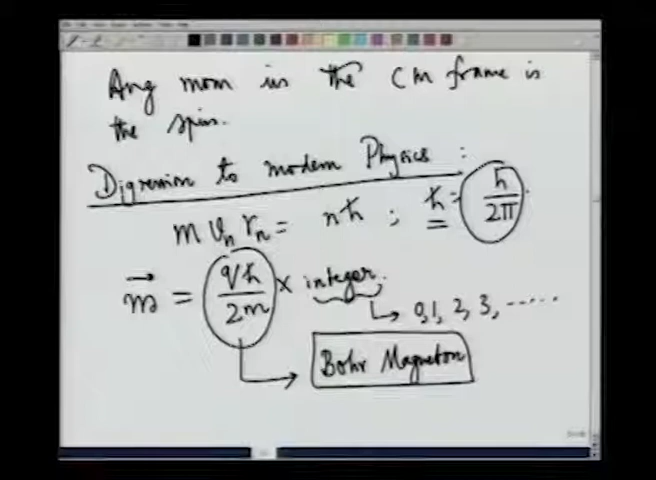 Ang mom in the CM frame is
the spin.
Digression to modern Physics :
m v_n r_n = nħ ; ħ = h/2π
m⃗ = qħ/2m × integer.
↳ 0, 1, 2, 3, ......
Bohr Magneton